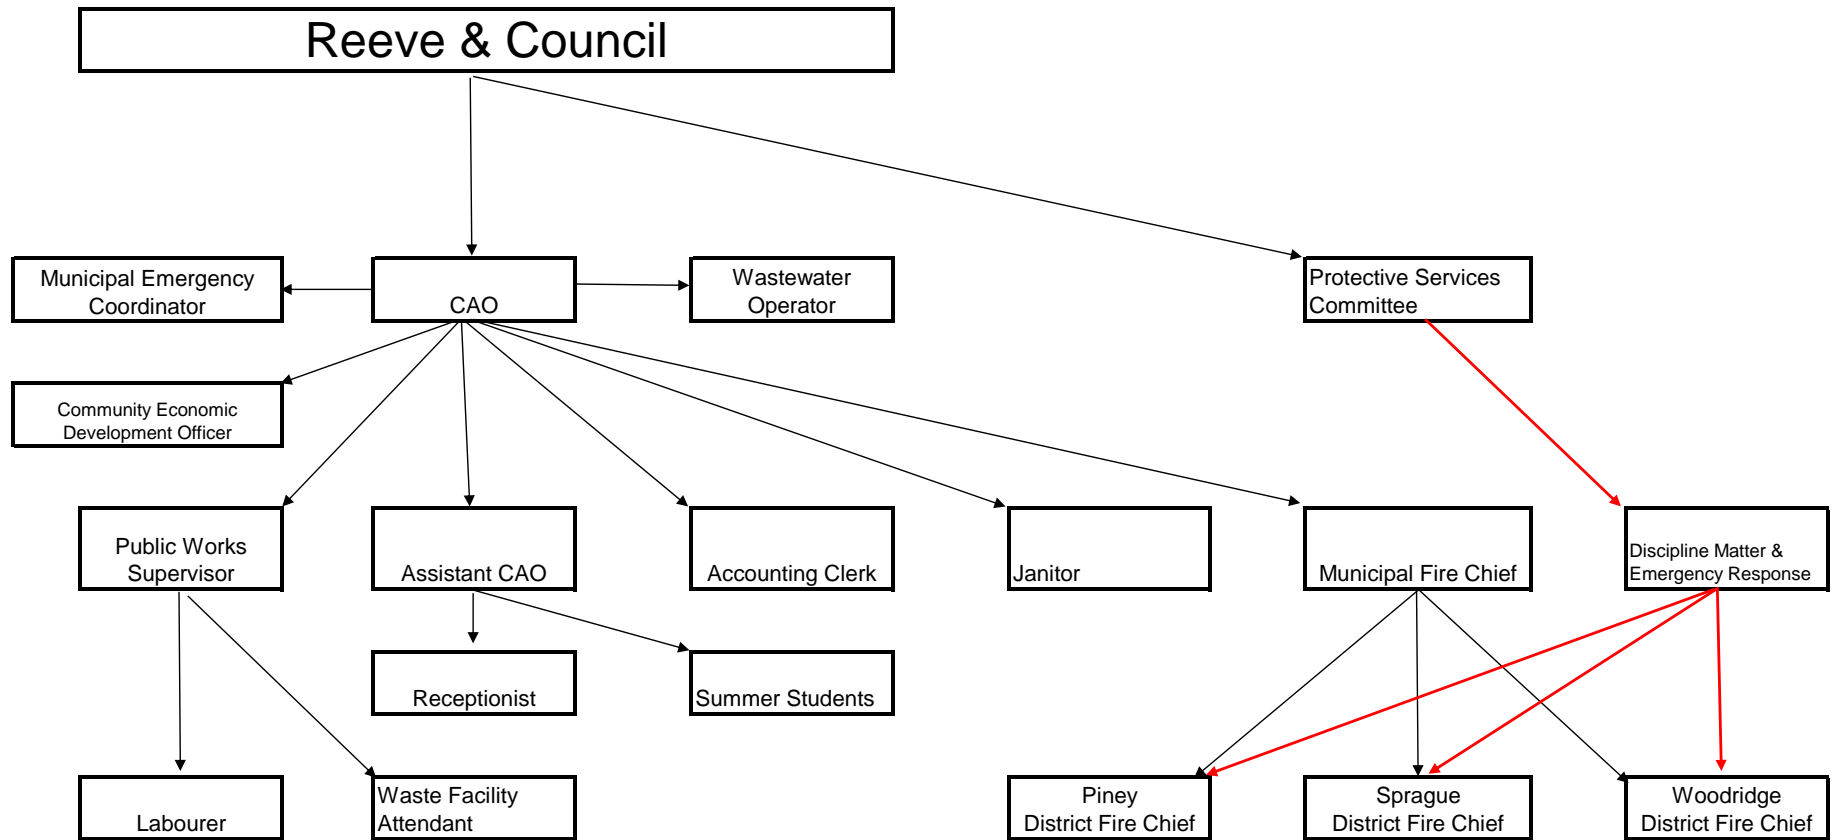 Reeve & Council
Municipal Emergency
Coordinator
CAO
Wastewater
Operator
Protective Services
Committee
Community Economic
Development Officer
Public Works
Supervisor
Assistant CAO
Accounting Clerk
Janitor
Municipal Fire Chief
Discipline Matter &
Emergency Response
Receptionist
Summer Students
Labourer
Waste Facility
Attendant
Piney
District Fire Chief
Sprague
District Fire Chief
Woodridge
District Fire Chief